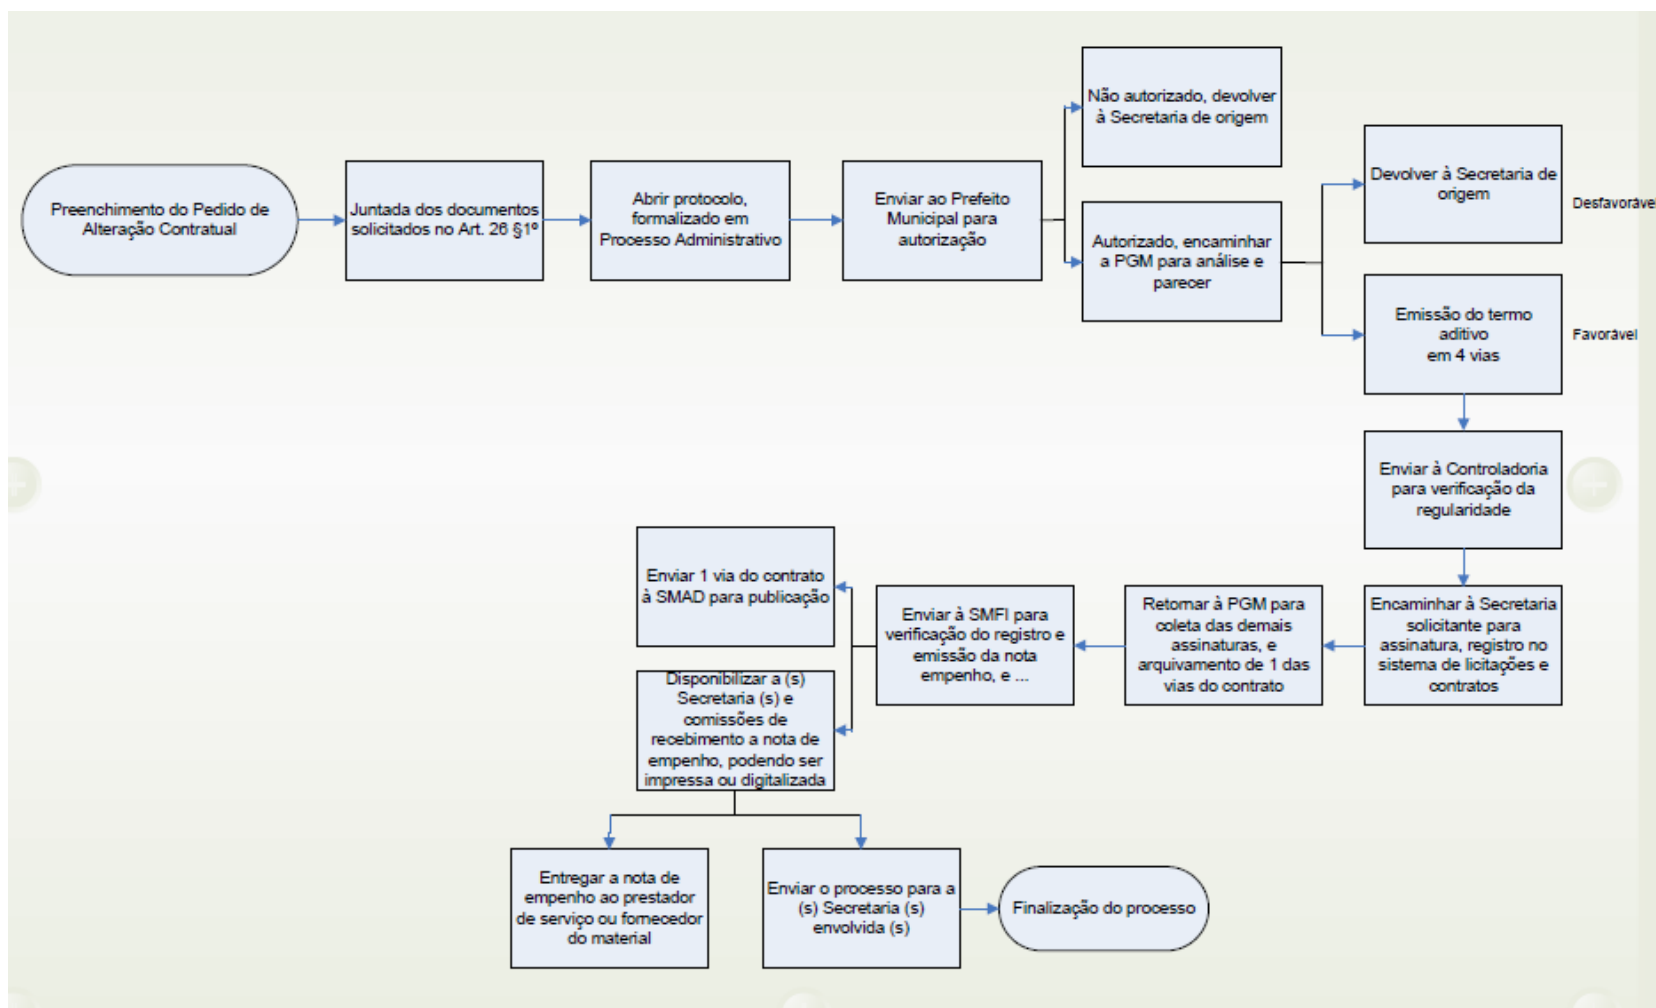 Preenchimento do Pedido de
Alteração Contratual
Juntada dos documentos
solicitados no Art. 26 §1º
Abrir protocolo,
formalizado em
Processo Administrativo
Enviar ao Prefeito
Municipal para
autorização
Não autorizado, devolver
à Secretaria de origem
Autorizado, encaminhar
a PGM para análise e
parecer
Devolver à Secretaria de
origem
Desfavorável
Emissão do termo
aditivo
em 4 vias
Favorável
Enviar à Controladoria
para verificação da
regularidade
Encaminhar à Secretaria
solicitante para
assinatura, registro no
sistema de licitações e
contratos
Retornar à PGM para
coleta das demais
assinaturas, e
arquivamento de 1 das
vias do contrato
Enviar à SMFI para
verificação do registro e
emissão da nota
empenho, e ...
Enviar 1 via do contrato
à SMAD para publicação
Disponibilizar a (s)
Secretaria (s) e
comissões de
recebimento a nota de
empenho, podendo ser
impressa ou digitalizada
Entregar a nota de
empenho ao prestador
de serviço ou fornecedor
do material
Enviar o processo para a
(s) Secretaria (s)
envolvida (s)
Finalização do processo